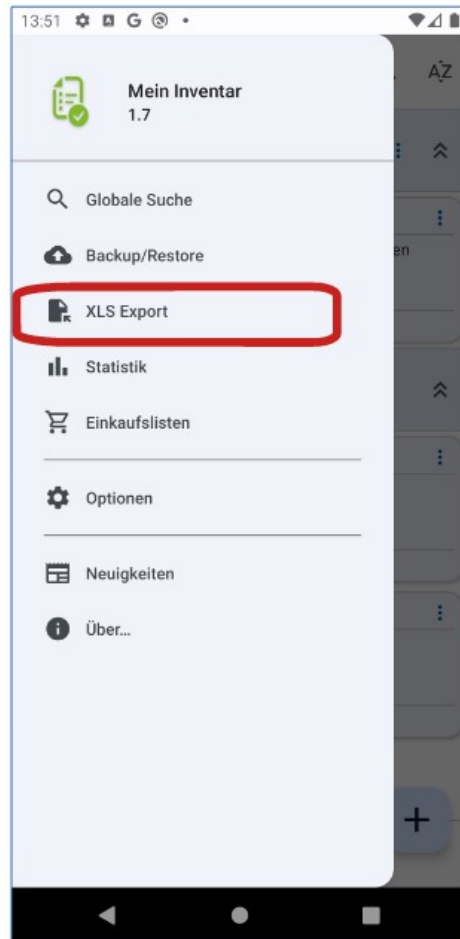 13:51 G
Mein Inventar
1.7
AZ
Globale Suche
Backup/Restore
en
XLS Export
Statistik
Einkaufslisten
Optionen
Neuigkeiten
Über...